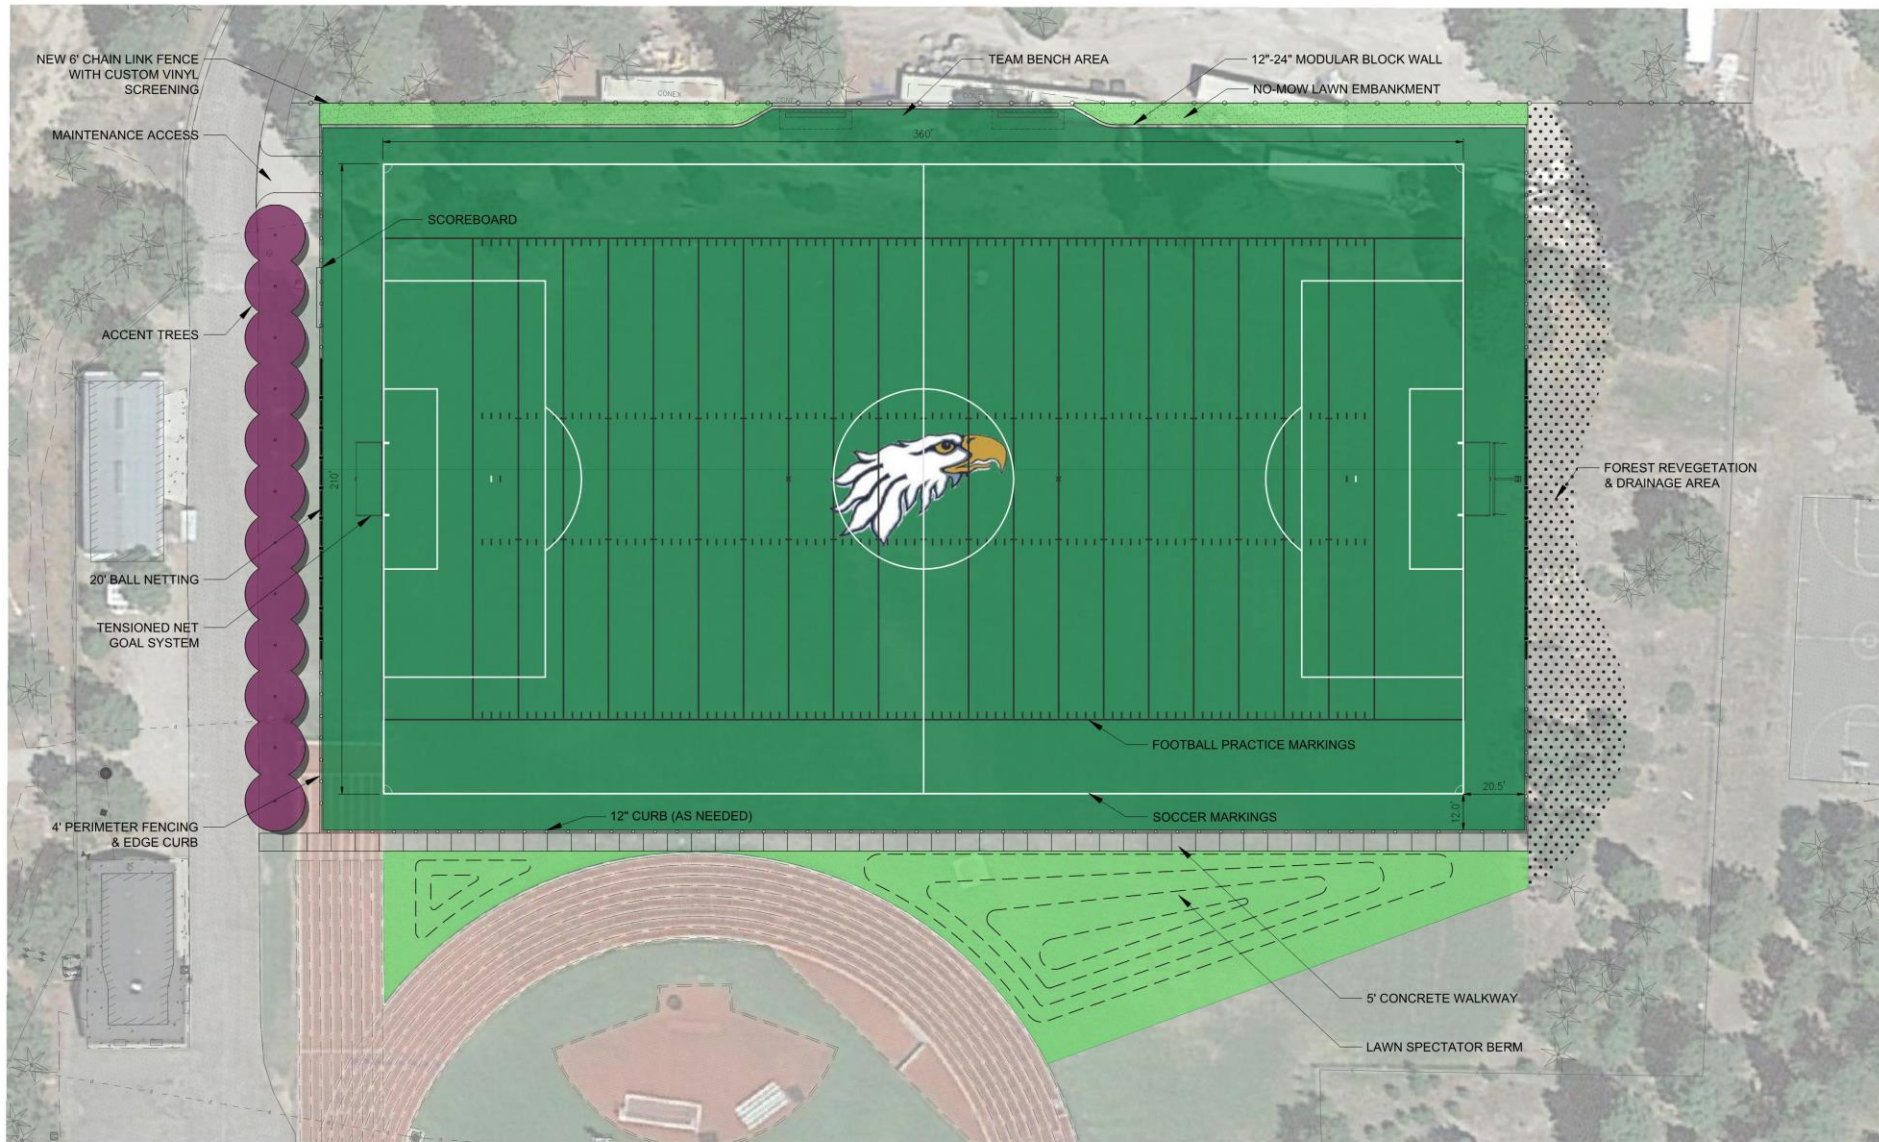 NEW 6' CHAIN LINK FENCE
WITH CUSTOM VINYL
SCREENING
TEAM BENCH AREA
12"-24" MODULAR BLOCK WALL
NO-MOW LAWN EMBANKMENT
CONEX
CONEX
MAINTENANCE ACCESS
360'
SCOREBOARD
ACCENT TREES
210'
FOREST REVEGETATION
& DRAINAGE AREA
20' BALL NETTING
TENSIONED NET
GOAL SYSTEM
FOOTBALL PRACTICE MARKINGS
20.5'
12.0'
4' PERIMETER FENCING
& EDGE CURB
12" CURB (AS NEEDED)
SOCCER MARKINGS
5' CONCRETE WALKWAY
LAWN SPECTATOR BERM